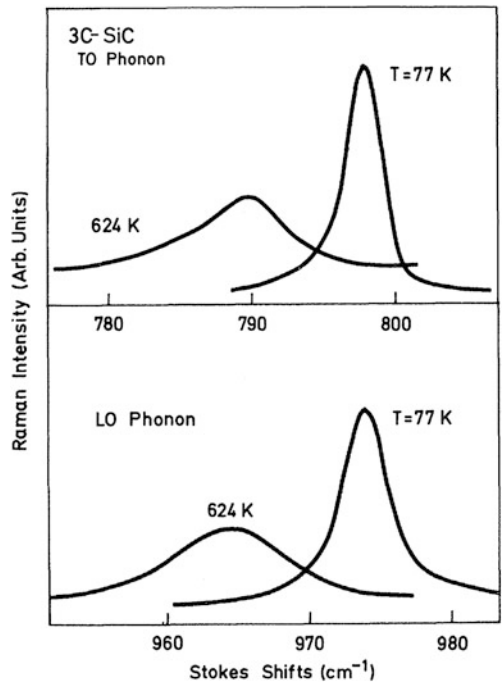 3C-SiC
TO Phonon
T=77 K
624 K
780 790 800
LO Phonon
T=77 K
624 K
960 970 980
Stokes Shifts (cm⁻¹)
Raman Intensity (Arb. Units)